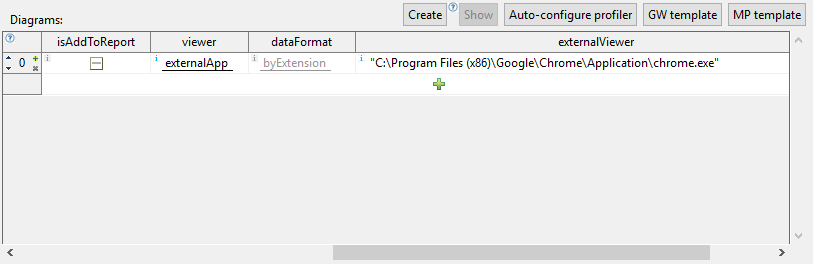 Diagrams:
Create ? Show Auto-configure profiler GW template MP template
? isAddToReport viewer dataFormat externalViewer
0 i i externalApp i byExtension i "C:\Program Files (x86)\Google\Chrome\Application\chrome.exe"